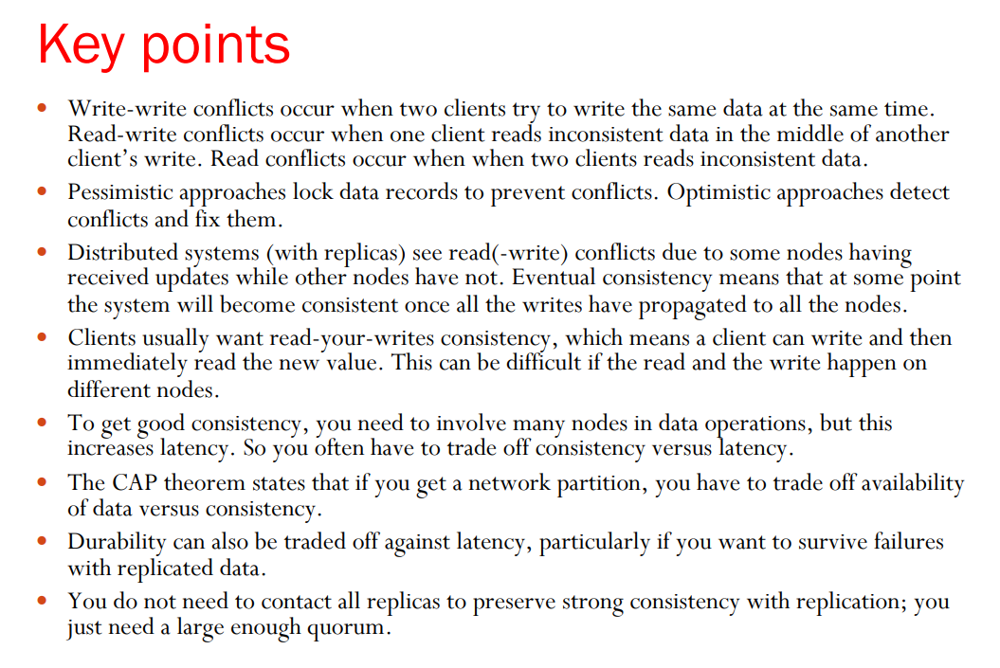 Key points
• Write-write conflicts occur when two clients try to write the same data at the same time.
Read-write conflicts occur when one client reads inconsistent data in the middle of another
client’s write. Read conflicts occur when when two clients reads inconsistent data.
• Pessimistic approaches lock data records to prevent conflicts. Optimistic approaches detect
conflicts and fix them.
• Distributed systems (with replicas) see read(-write) conflicts due to some nodes having
received updates while other nodes have not. Eventual consistency means that at some point
the system will become consistent once all the writes have propagated to all the nodes.
• Clients usually want read-your-writes consistency, which means a client can write and then
immediately read the new value. This can be difficult if the read and the write happen on
different nodes.
• To get good consistency, you need to involve many nodes in data operations, but this
increases latency. So you often have to trade off consistency versus latency.
• The CAP theorem states that if you get a network partition, you have to trade off availability
of data versus consistency.
• Durability can also be traded off against latency, particularly if you want to survive failures
with replicated data.
• You do not need to contact all replicas to preserve strong consistency with replication; you
just need a large enough quorum.